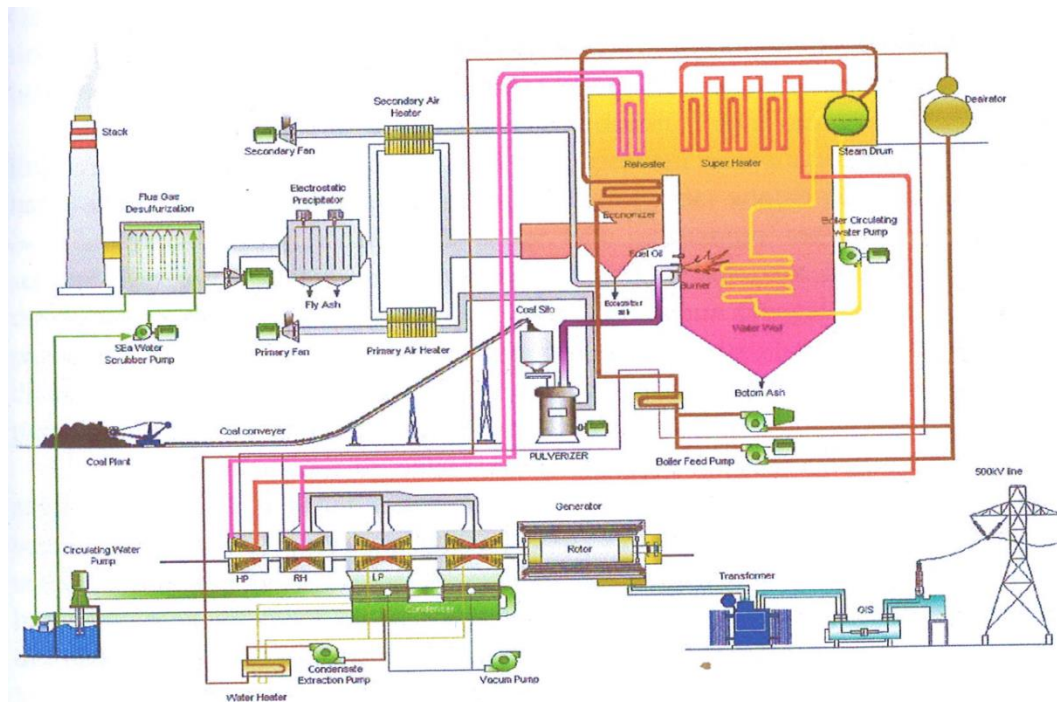 Secondary Air
Heater
Stack
Secondary Fan
Deairator
Reheater
Super Heater
Steam Drum
Flue Gas
Desulfurization
Electrostatic
Precipitator
Economizer
Boiler Circulating
water Pump
Fuel Oil
Burner
Fly Ash
Economizer
ash
Coal Silo
Water Wall
SEa Water
Scrubber Pump
Primary Fan
Primary Air Heater
Botom Ash
Coal conveyer
Coal Plant
PULVERIZER
Boiler Feed Pump
500kV line
Generator
Circulating Water
Pump
Rotor
HP
RH
LP
Transformer
Condenser
GIS
Condensate
Extraction Pump
Vacum Pump
Water Heater